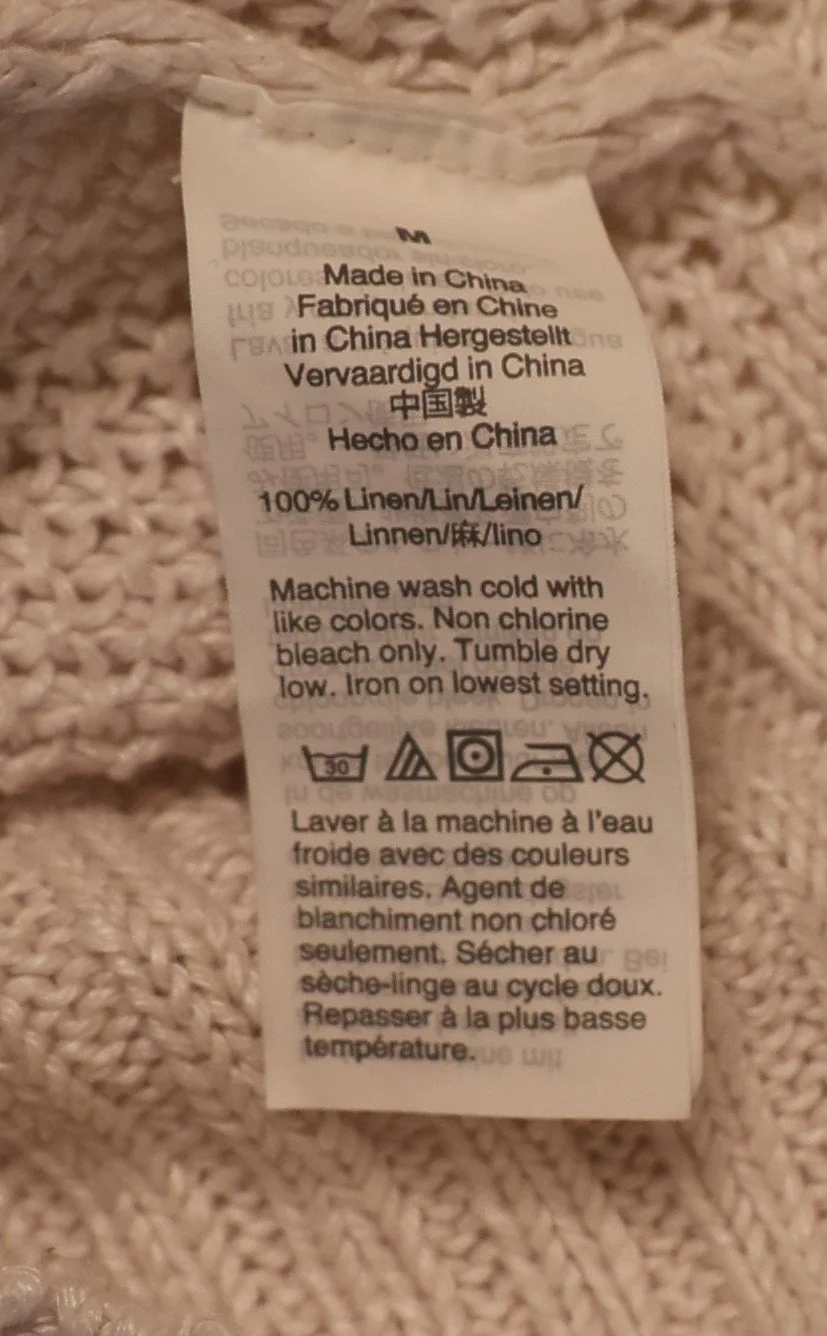 M
Made in China
Fabriqué en Chine
in China Hergestellt
Vervaardigd in China
中国製
Hecho en China
100% Linen/Lin/Leinen/
Linnen/麻/lino
Machine wash cold with
like colors. Non chlorine
bleach only. Tumble dry
low. Iron on lowest setting.
30
Laver à la machine à l'eau
froide avec des couleurs
similaires. Agent de
blanchiment non chloré
seulement. Sécher au
sèche-linge au cycle doux.
Repasser à la plus basse
température.